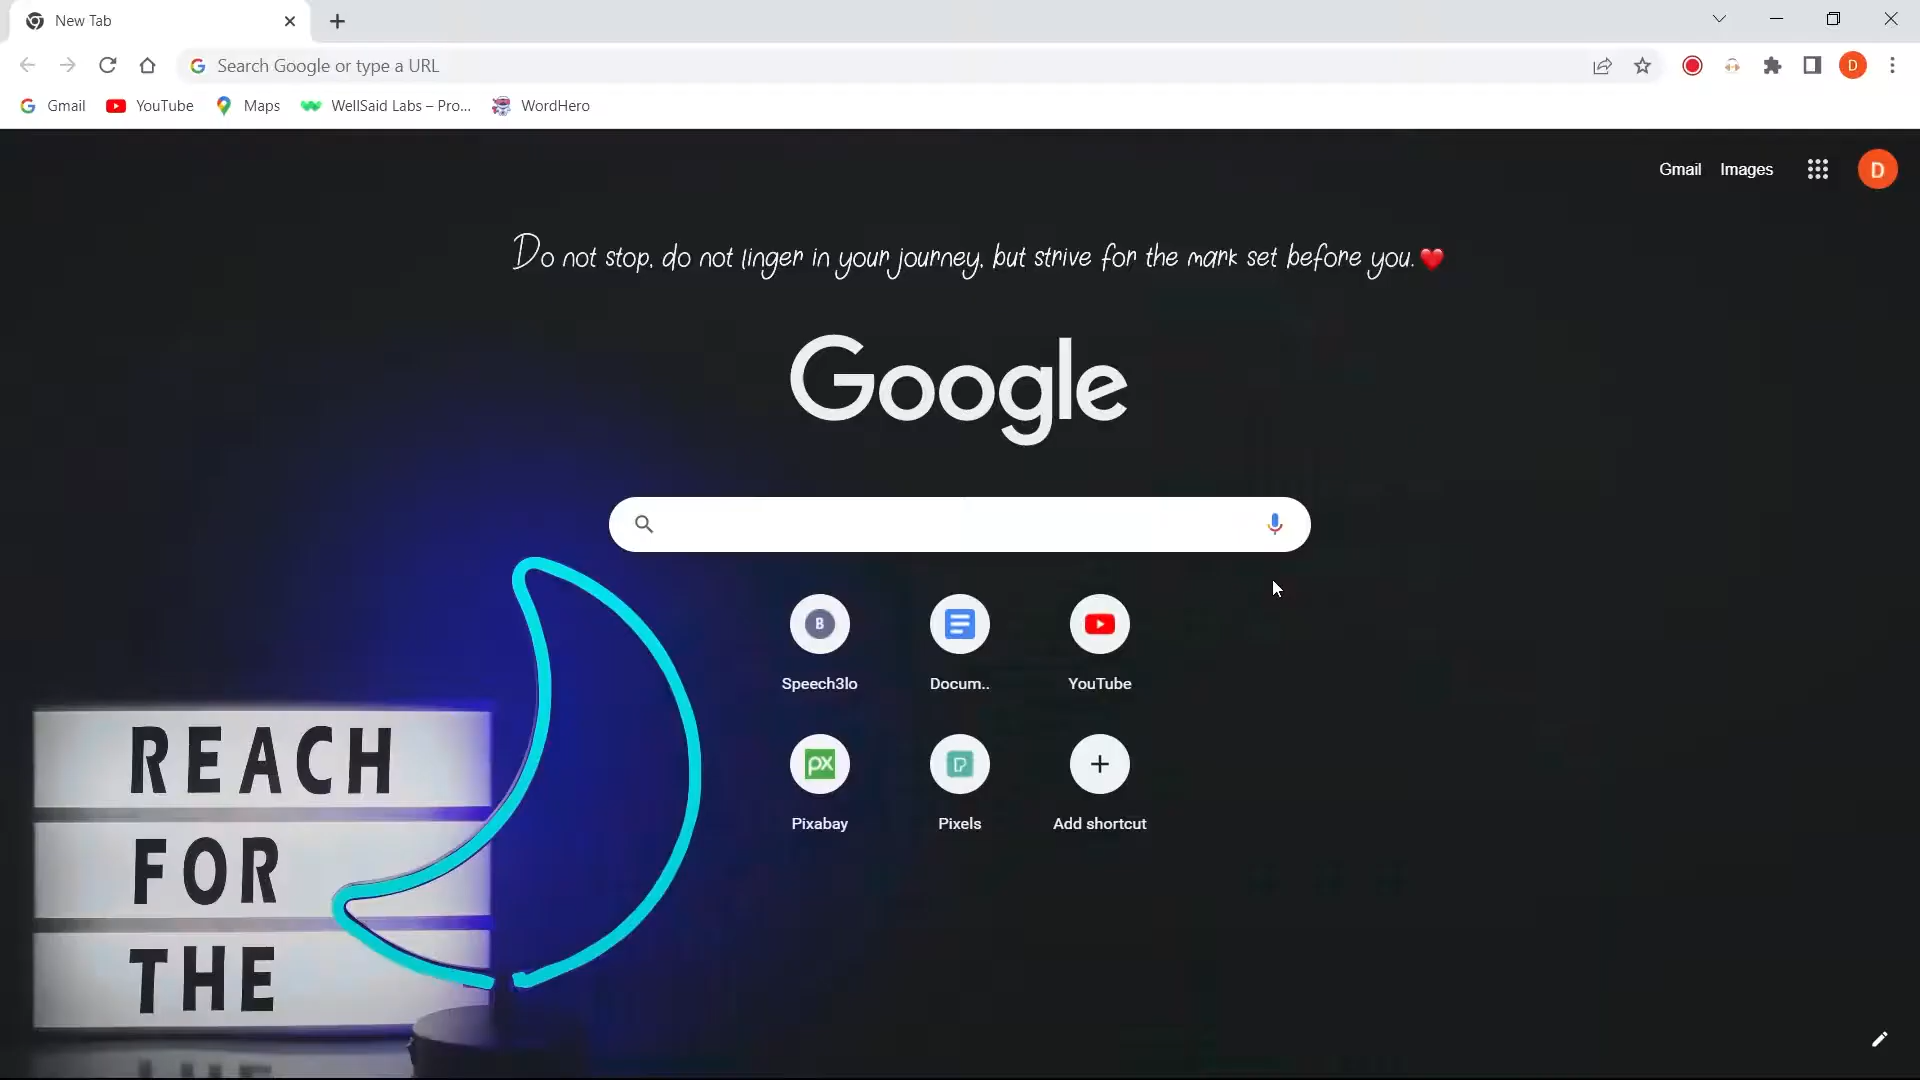 New Tab
Search Google or type a URL
D
Gmail YouTube Maps WellSaid Labs – Pro... WordHero
Gmail Images D
Do not stop, do not linger in your journey, but strive for the mark set before you.❤️
Google
B
Speech3lo Docum.. YouTube
px P
Pixabay Pixels Add shortcut
REACH
FOR
THE